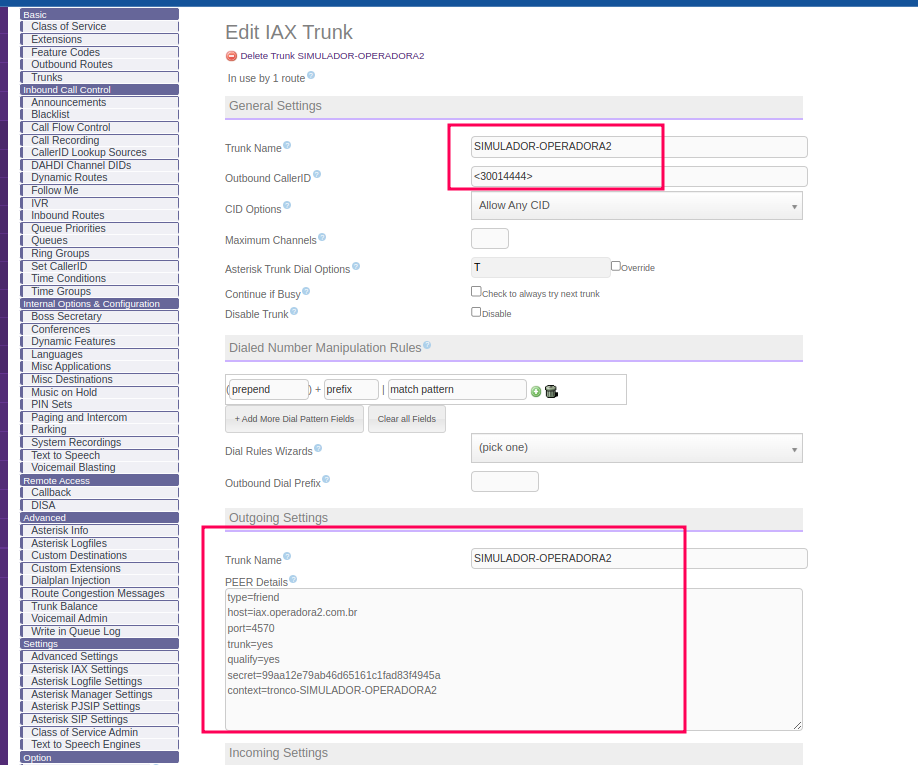 Basic
Class of Service
Extensions
Feature Codes
Outbound Routes
Trunks
Inbound Call Control
Announcements
Blacklist
Call Flow Control
Call Recording
CallerID Lookup Sources
DAHDI Channel DIDs
Dynamic Routes
Follow Me
IVR
Inbound Routes
Queue Priorities
Queues
Ring Groups
Set CallerID
Time Conditions
Time Groups
Internal Options & Configuration
Boss Secretary
Conferences
Dynamic Features
Languages
Misc Applications
Misc Destinations
Music on Hold
PIN Sets
Paging and Intercom
Parking
System Recordings
Text to Speech
Voicemail Blasting
Remote Access
Callback
DISA
Advanced
Asterisk Info
Asterisk Logfiles
Custom Destinations
Custom Extensions
Dialplan Injection
Route Congestion Messages
Trunk Balance
Voicemail Admin
Write in Queue Log
Settings
Advanced Settings
Asterisk IAX Settings
Asterisk Logfile Settings
Asterisk Manager Settings
Asterisk PJSIP Settings
Asterisk SIP Settings
Class of Service Admin
Text to Speech Engines
Option
Edit IAX Trunk
Delete Trunk SIMULADOR-OPERADORA2
In use by 1 route ?
General Settings
Trunk Name ? SIMULADOR-OPERADORA2
Outbound CallerID ? <30014444>
CID Options ? Allow Any CID
Maximum Channels ?
Asterisk Trunk Dial Options ? T Override
Continue if Busy ? Check to always try next trunk
Disable Trunk ? Disable
Dialed Number Manipulation Rules ?
( prepend ) + prefix | match pattern
+ Add More Dial Pattern Fields Clear all Fields
Dial Rules Wizards ? (pick one)
Outbound Dial Prefix ?
Outgoing Settings
Trunk Name ? SIMULADOR-OPERADORA2
PEER Details ?
type=friend
host=iax.operadora2.com.br
port=4570
trunk=yes
qualify=yes
secret=99aa12e79ab46d65161c1fad83f4945a
context=tronco-SIMULADOR-OPERADORA2
Incoming Settings